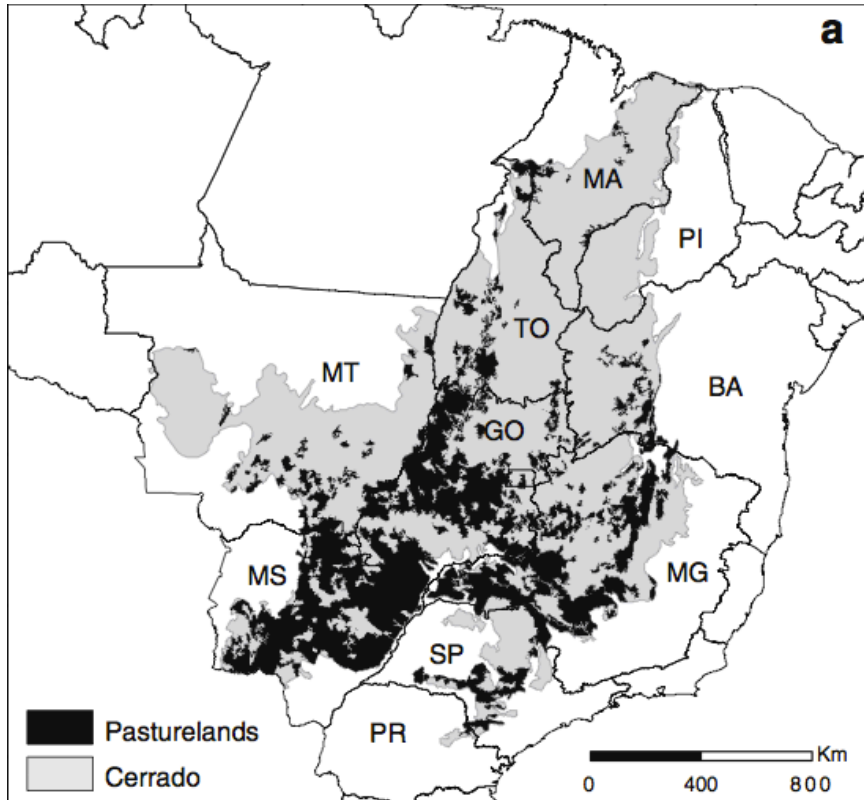 a
MA
PI
TO
MT
BA
GO
MS
MG
SP
PR
Pasturelands
Cerrado
Km
0 400 800